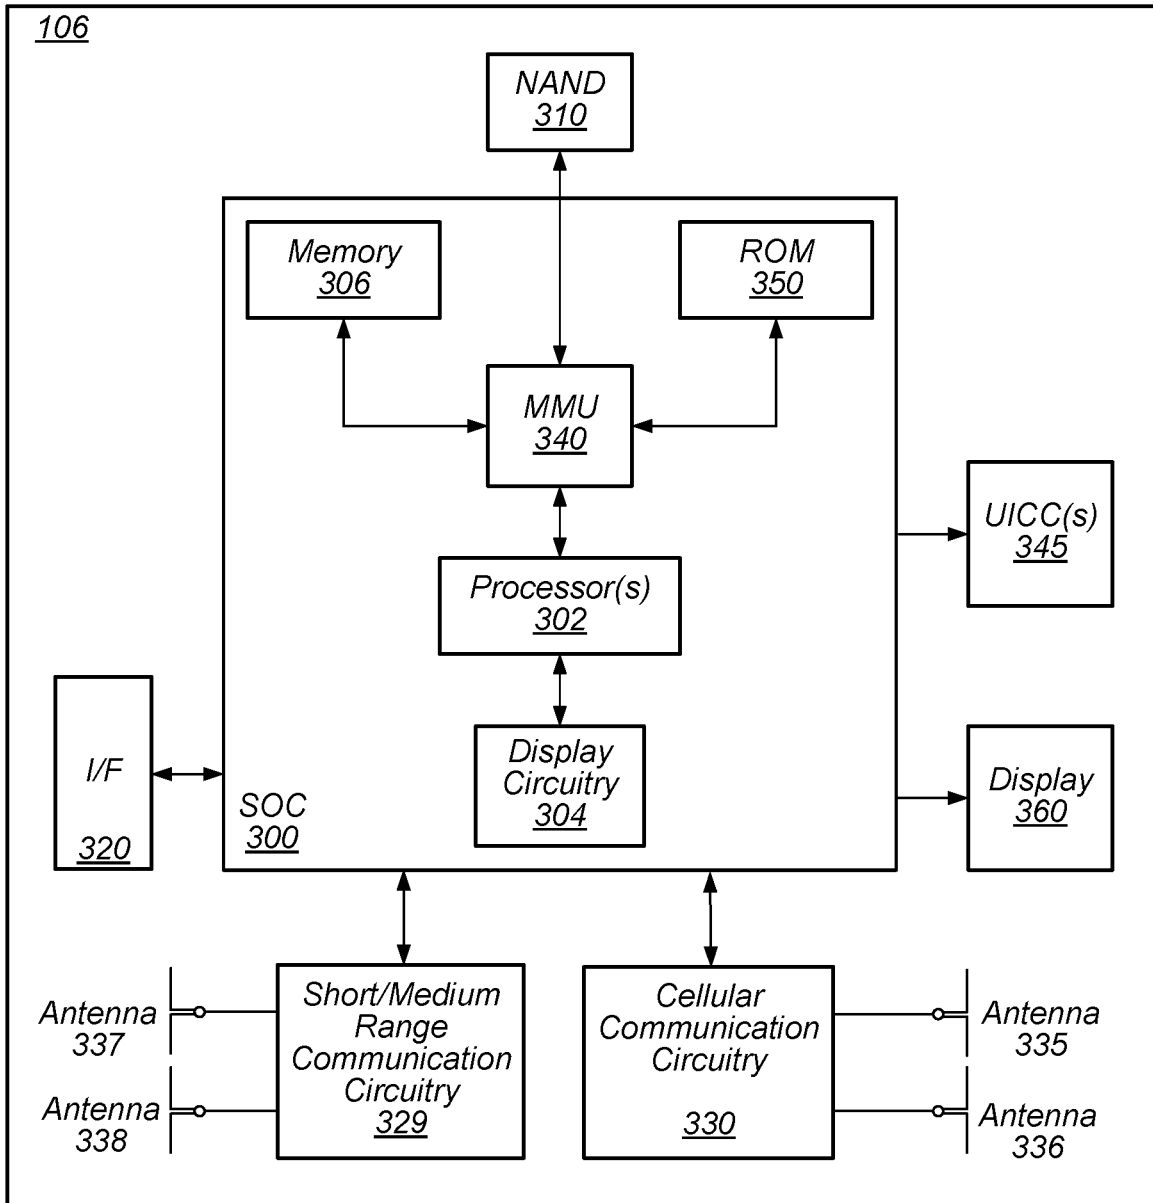 106
NAND
310
Memory
306
ROM
350
MMU
340
UICC(s)
345
Processor(s)
302
I/F
320
Display
Circuitry
304
SOC
300
Display
360
Antenna
337
Antenna
338
Short/Medium
Range
Communication
Circuitry
329
Cellular
Communication
Circuitry
330
Antenna
335
Antenna
336